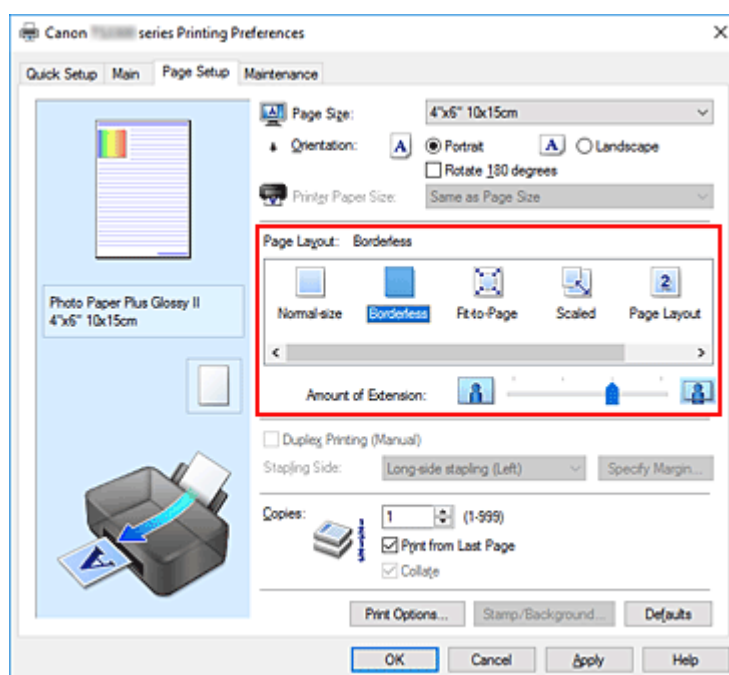 Canon series Printing Preferences
Quick Setup Main Page Setup Maintenance
Page Size: 4"x6" 10x15cm
Orientation: A Portrait A Landscape
Rotate 180 degrees
Printer Paper Size: Same as Page Size
Page Layout: Borderless
2
Normal-size Borderless Fit-to-Page Scaled Page Layout
Photo Paper Plus Glossy II
4"x6" 10x15cm
Amount of Extension:
Duplex Printing (Manual)
Stapling Side: Long-side stapling (Left) Specify Margin...
Copies: 1 (1-999)
Print from Last Page
Collate
A
Print Options... Stamp/Background... Defaults
OK Cancel Apply Help